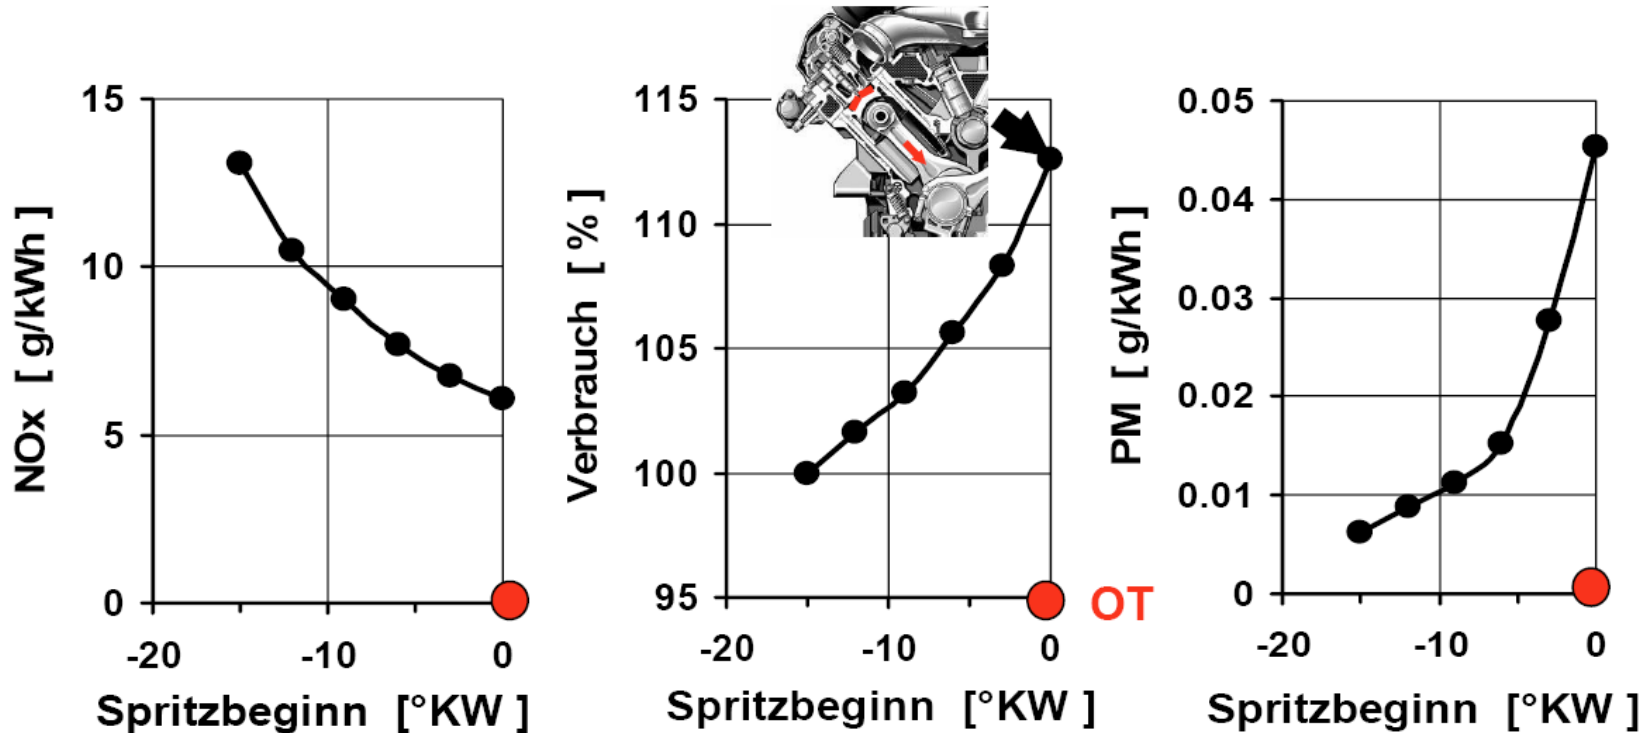 NOx [ g/kWh ]
15
10
5
0
-20 -10 0
Spritzbeginn [°KW ]
Verbrauch [ % ]
115
110
105
100
95
-20 -10 0
OT
Spritzbeginn [°KW ]
PM [ g/kWh ]
0.05
0.04
0.03
0.02
0.01
0
-20 -10 0
Spritzbeginn [°KW ]